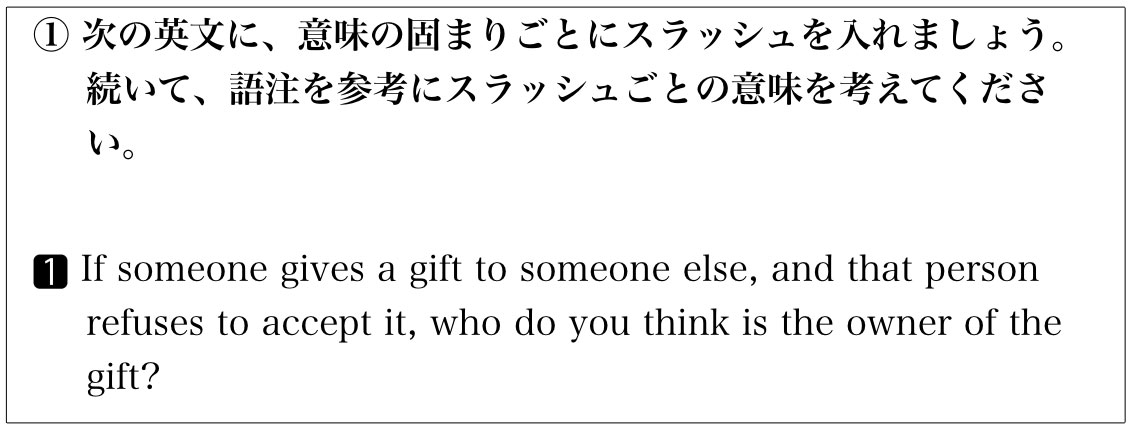 ① 次の英文に、意味の固まりごとにスラッシュを入れましょう。
続いて、語注を参考にスラッシュごとの意味を考えてくださ
い。
1 If someone gives a gift to someone else, and that person
refuses to accept it, who do you think is the owner of the
gift?